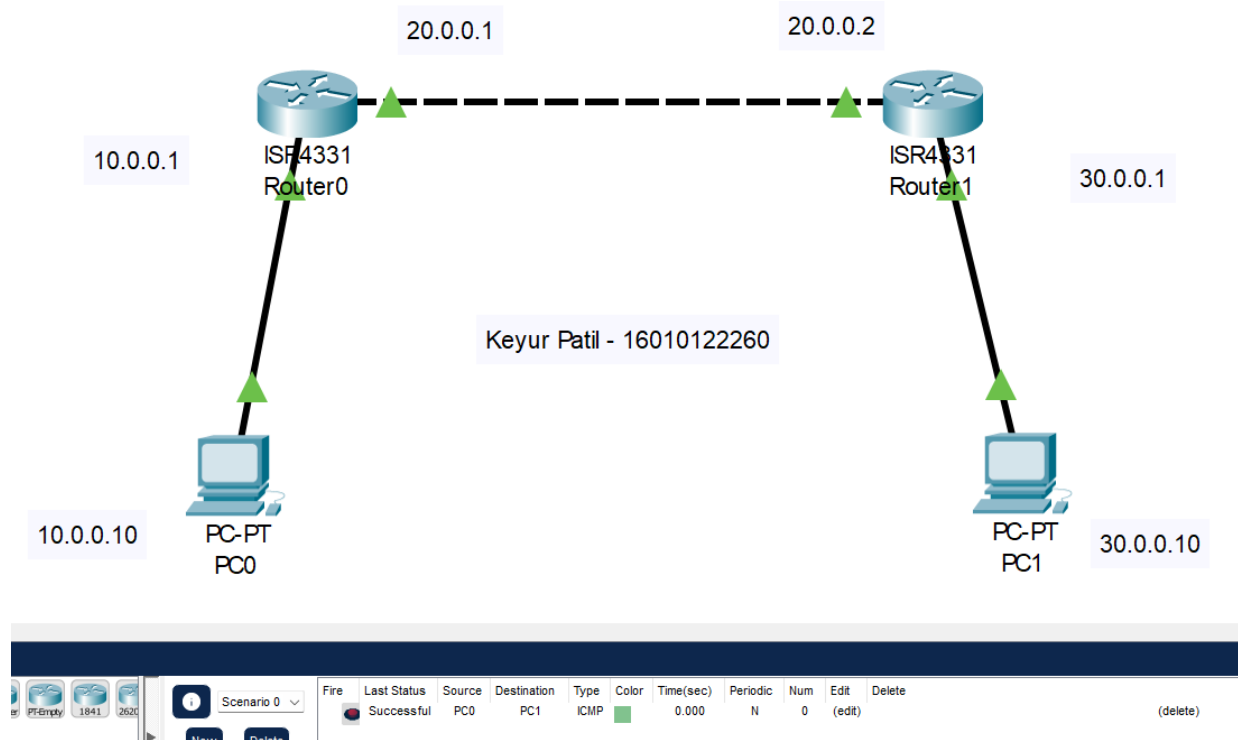 20.0.0.1
20.0.0.2
10.0.0.1
ISR4331
Router0
ISR4331
Router1
30.0.0.1
Keyur Patil - 16010122260
10.0.0.10
PC-PT
PC0
PC-PT
PC1
30.0.0.10
Fire Last Status Source Destination Type Color Time(sec) Periodic Num Edit Delete
Successful PC0 PC1 ICMP 0.000 N 0 (edit) (delete)
Scenario 0
PT-Empty 1841 262
New Delete